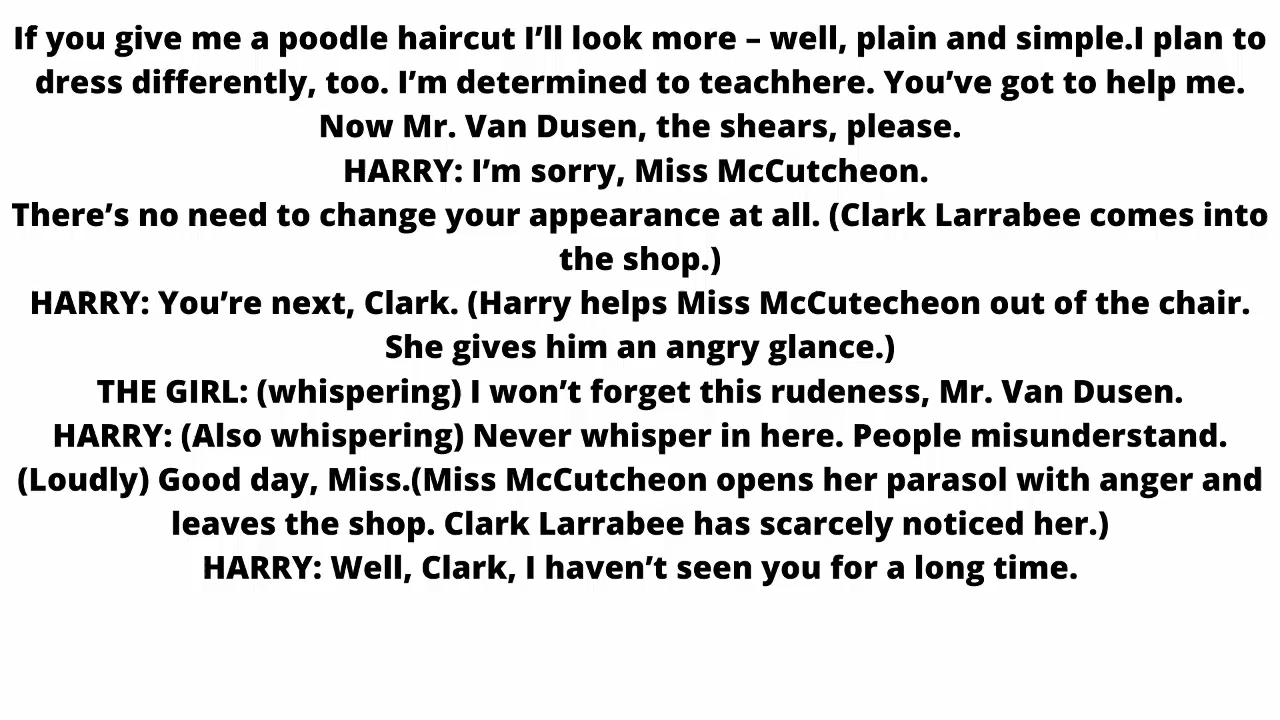 If you give me a poodle haircut I’ll look more – well, plain and simple.I plan to
dress differently, too. I’m determined to teachhere. You’ve got to help me.
Now Mr. Van Dusen, the shears, please.
HARRY: I’m sorry, Miss McCutcheon.
There’s no need to change your appearance at all. (Clark Larrabee comes into
the shop.)
HARRY: You’re next, Clark. (Harry helps Miss McCutecheon out of the chair.
She gives him an angry glance.)
THE GIRL: (whispering) I won’t forget this rudeness, Mr. Van Dusen.
HARRY: (Also whispering) Never whisper in here. People misunderstand.
(Loudly) Good day, Miss.(Miss McCutcheon opens her parasol with anger and
leaves the shop. Clark Larrabee has scarcely noticed her.)
HARRY: Well, Clark, I haven’t seen you for a long time.